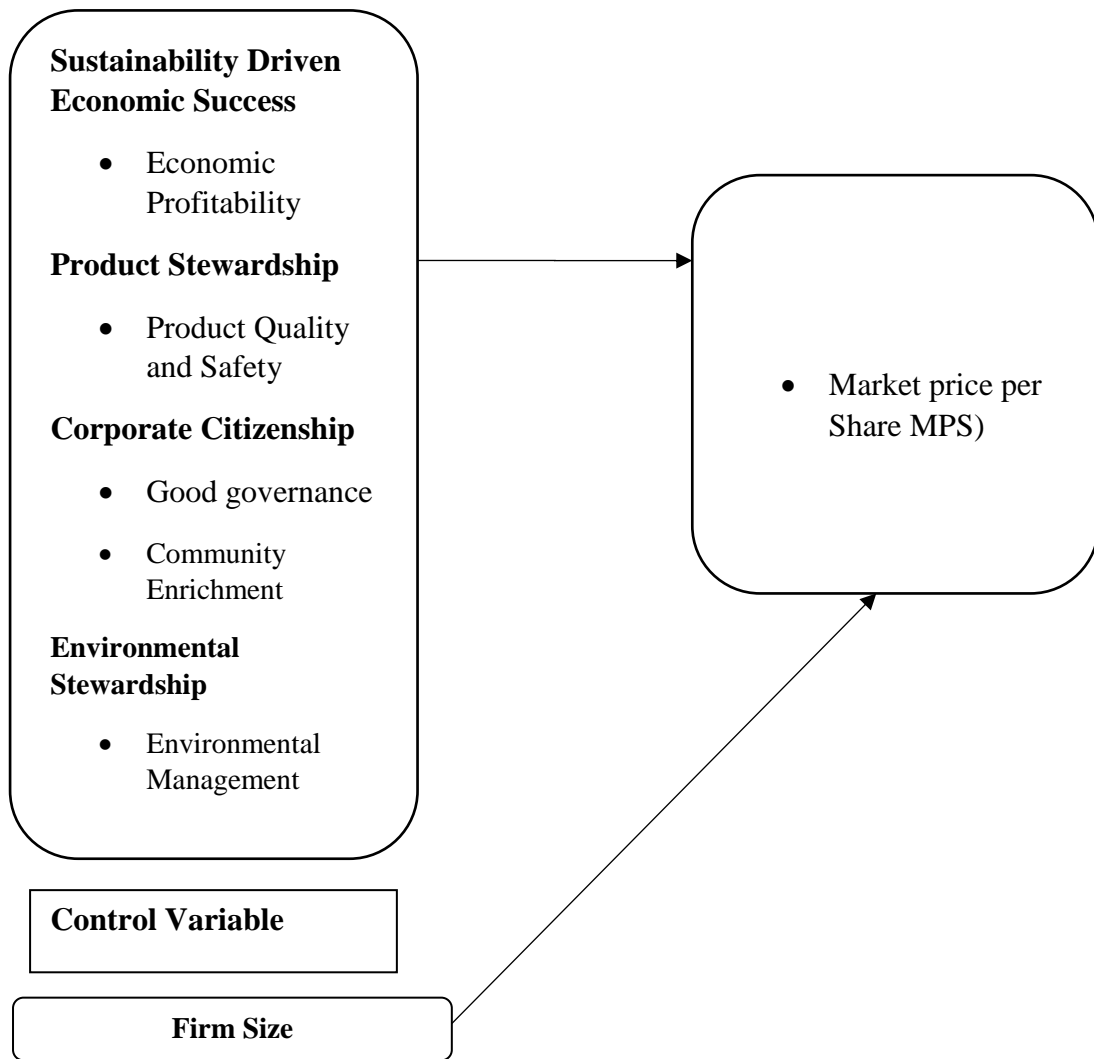 Sustainability Driven
Economic Success
• Economic
Profitability
Product Stewardship
• Product Quality
and Safety
Corporate Citizenship
• Good governance
• Community
Enrichment
Environmental
Stewardship
• Environmental
Management
• Market price per
Share MPS)
Control Variable
Firm Size